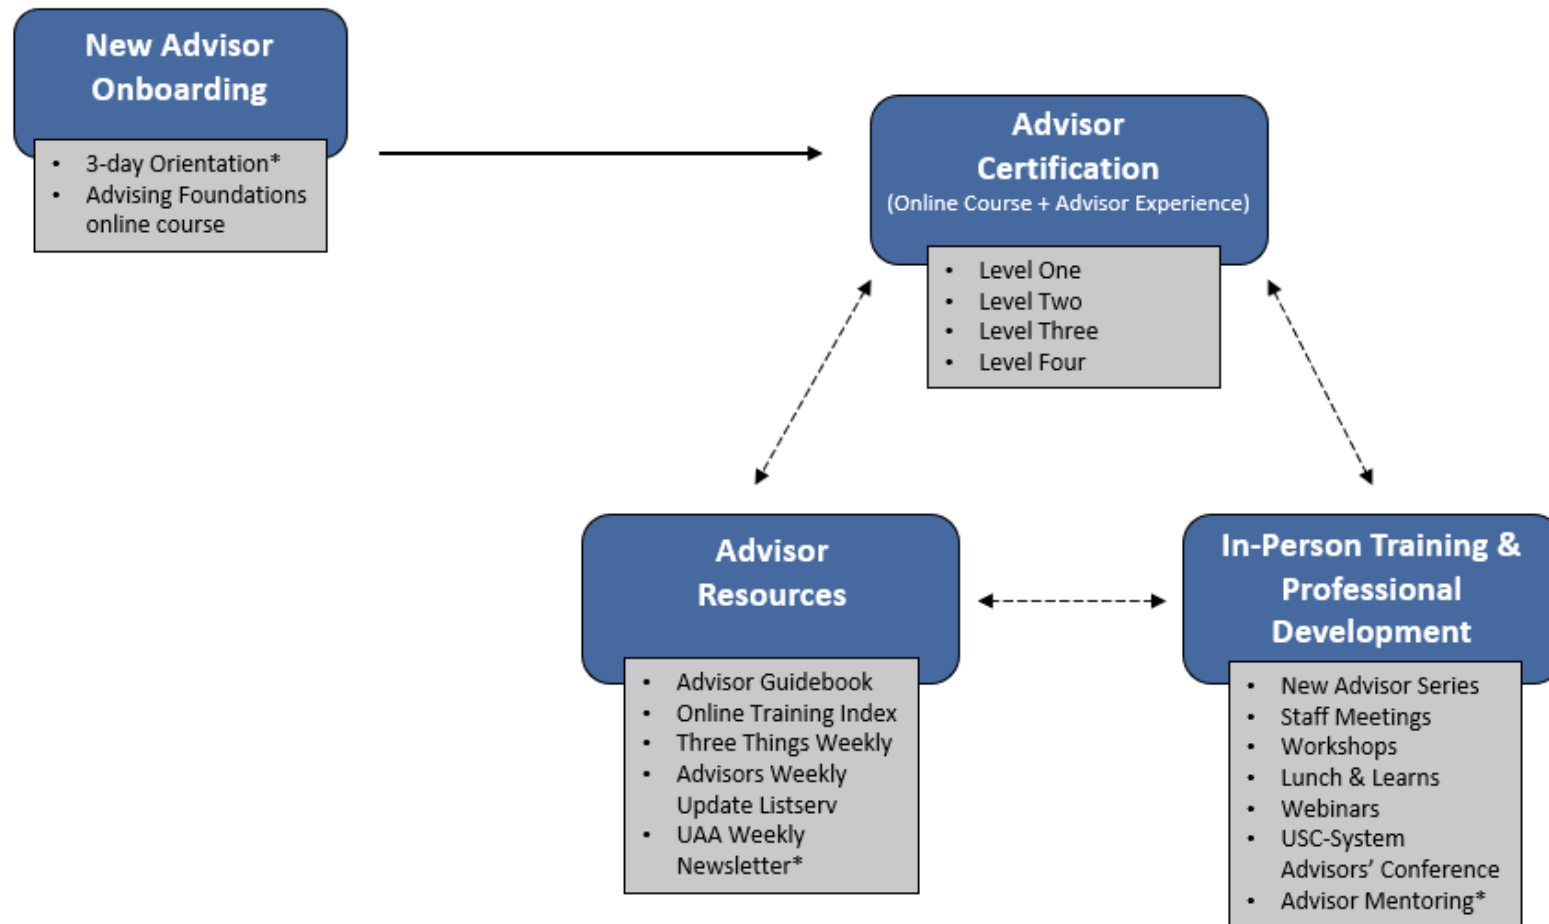 New Advisor
Onboarding
• 3-day Orientation*
• Advising Foundations
online course
Advisor
Certification
(Online Course + Advisor Experience)
• Level One
• Level Two
• Level Three
• Level Four
Advisor
Resources
• Advisor Guidebook
• Online Training Index
• Three Things Weekly
• Advisors Weekly
Update Listserv
• UAA Weekly
Newsletter*
In-Person Training &
Professional
Development
• New Advisor Series
• Staff Meetings
• Workshops
• Lunch & Learns
• Webinars
• USC-System
Advisors’ Conference
• Advisor Mentoring*